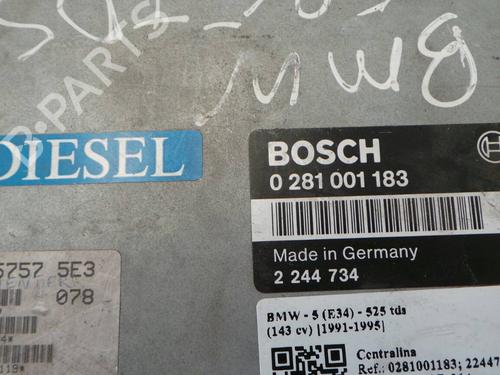 BMW
DIESEL
BOSCH
0 281 001 183
Made in Germany
2 244 734
5757 5E3
078
BMW - 5 (E34) - 525 tds
(143 cv) [1991-1995]
Centralina
Ref.: 0281001183; 22447